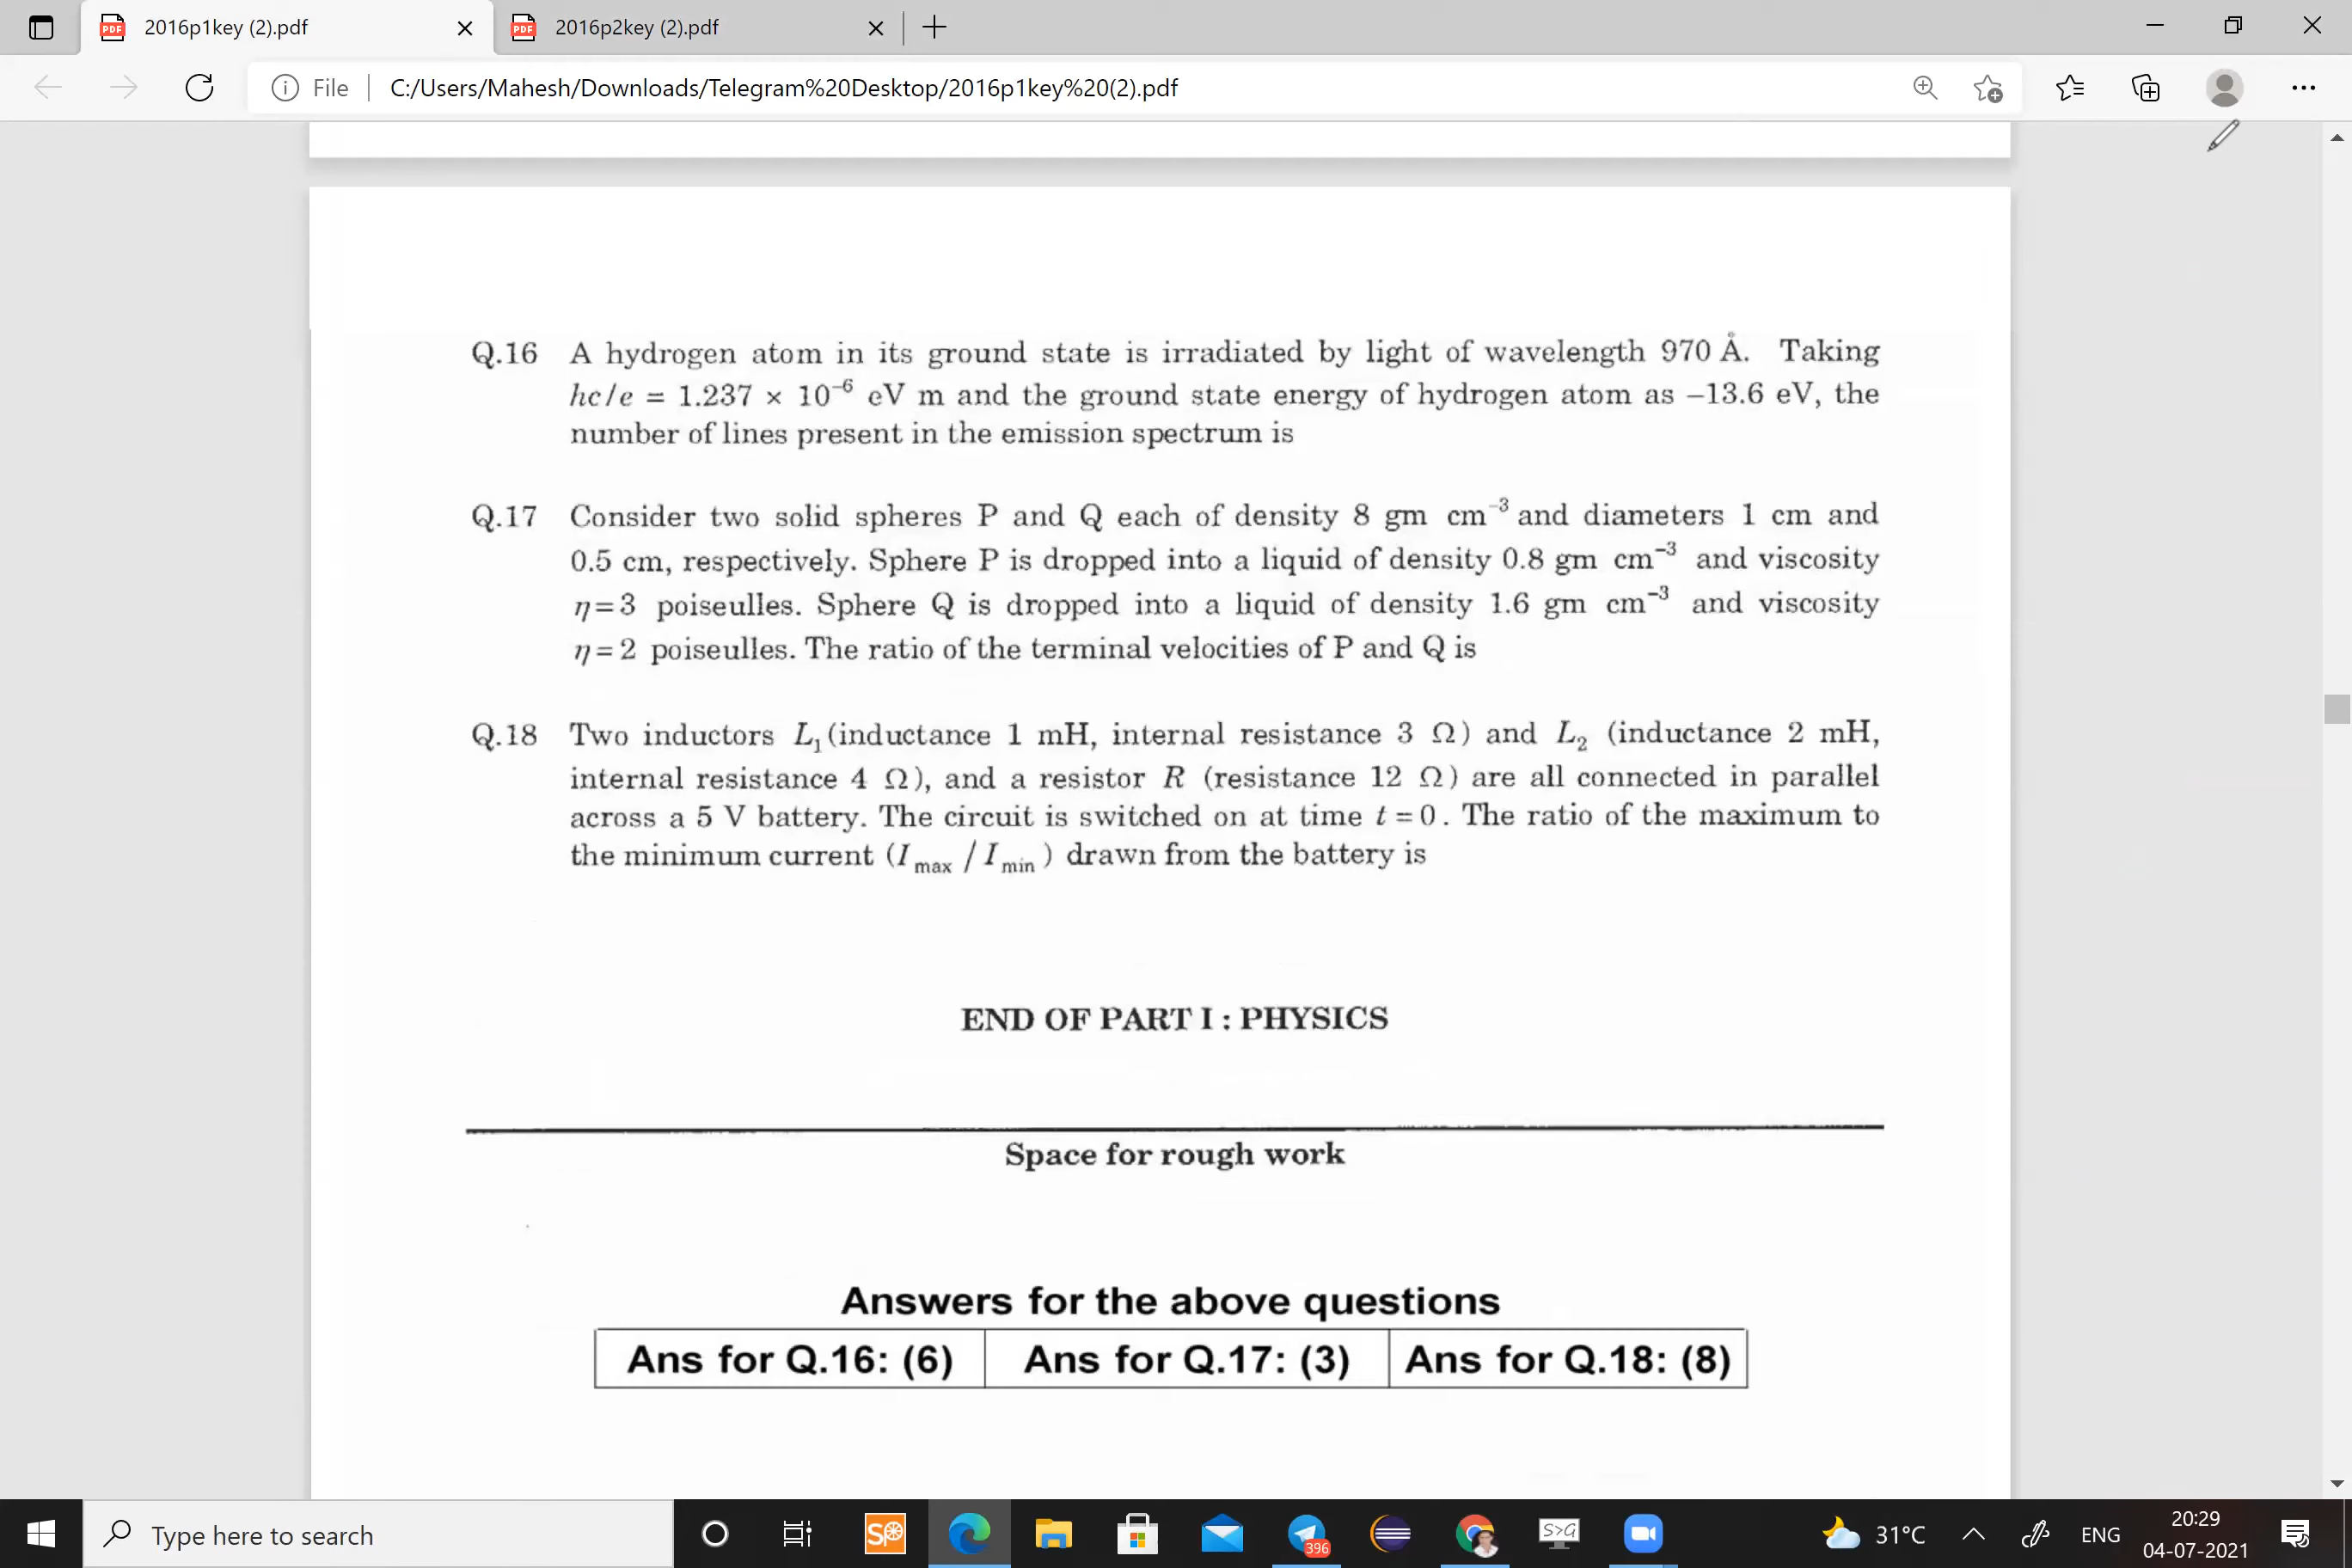 2016p1key (2).pdf
2016p2key (2).pdf
File
C:/Users/Mahesh/Downloads/Telegram%20Desktop/2016p1key%20(2).pdf
Q.16 A hydrogen atom in its ground state is irradiated by light of wavelength 970 Å. Taking
hc/e = 1.237 × 10⁻⁶ eV m and the ground state energy of hydrogen atom as −13.6 eV, the
number of lines present in the emission spectrum is
Q.17 Consider two solid spheres P and Q each of density 8 gm cm⁻³ and diameters 1 cm and
0.5 cm, respectively. Sphere P is dropped into a liquid of density 0.8 gm cm⁻³ and viscosity
η=3 poiseulles. Sphere Q is dropped into a liquid of density 1.6 gm cm⁻³ and viscosity
η=2 poiseulles. The ratio of the terminal velocities of P and Q is
Q.18 Two inductors L₁ (inductance 1 mH, internal resistance 3 Ω) and L₂ (inductance 2 mH,
internal resistance 4 Ω), and a resistor R (resistance 12 Ω) are all connected in parallel
across a 5 V battery. The circuit is switched on at time t = 0. The ratio of the maximum to
the minimum current (I max / I min) drawn from the battery is
END OF PART I : PHYSICS
Space for rough work
Answers for the above questions
Ans for Q.16: (6) Ans for Q.17: (3) Ans for Q.18: (8)
Type here to search
SP
396
S>G
31°C
ENG
20:29
04-07-2021